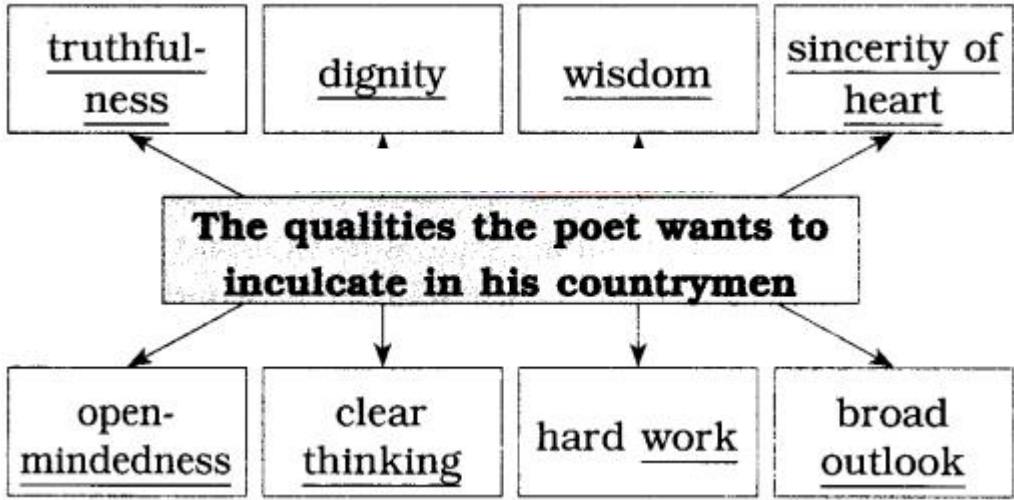 truthful-
ness
dignity
wisdom
sincerity of
heart
The qualities the poet wants to
inculcate in his countrymen
open-
mindedness
clear
thinking
hard work
broad
outlook